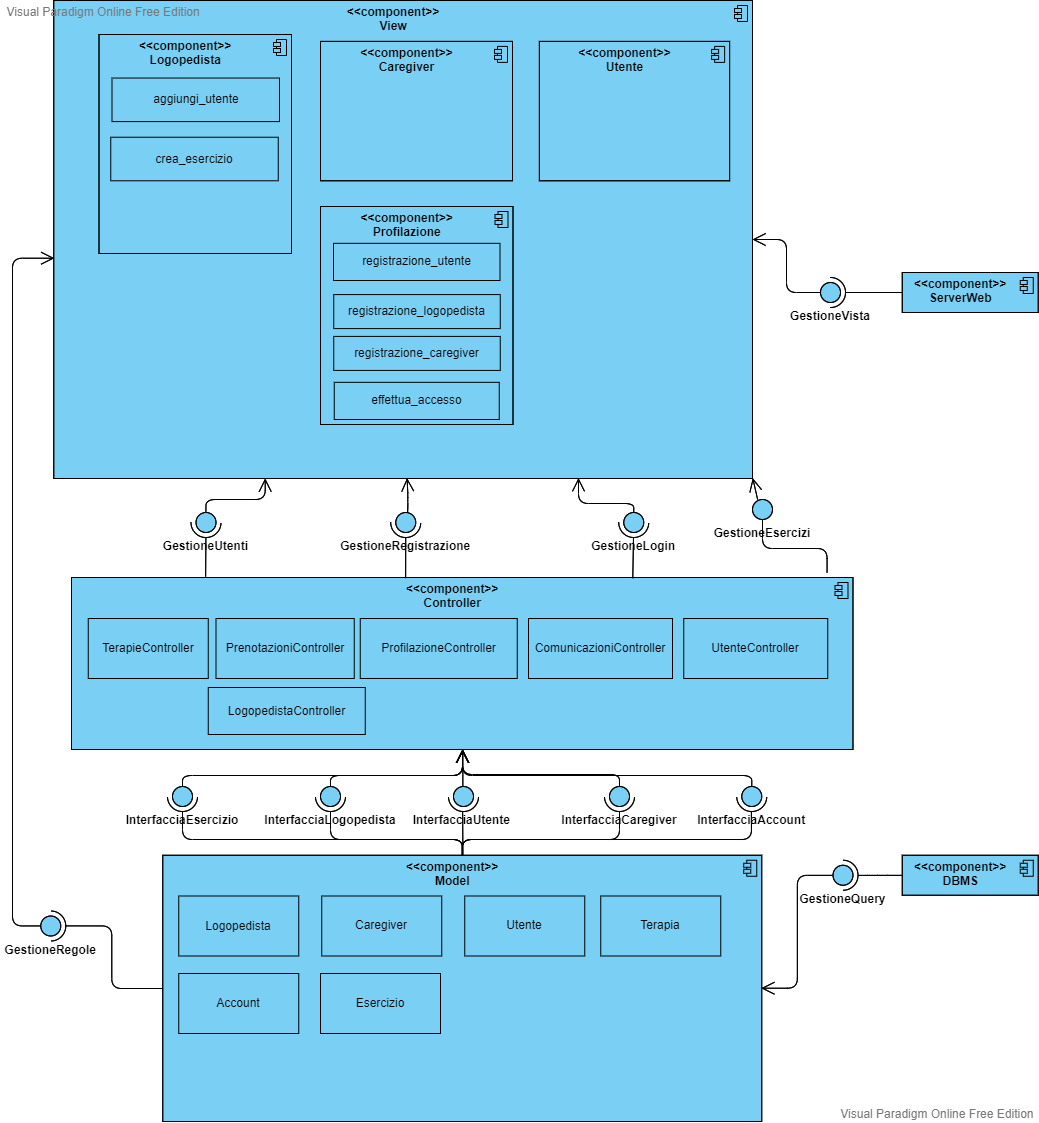 Visual Paradigm Online Free Edition
<<component>>
View
<<component>>
Logopedista
aggiungi_utente
crea_esercizio
<<component>>
Caregiver
<<component>>
Utente
<<component>>
Profilazione
registrazione_utente
registrazione_logopedista
registrazione_caregiver
effettua_accesso
<<component>>
ServerWeb
GestioneVista
GestioneUtenti
GestioneRegistrazione
GestioneLogin
GestioneEsercizi
<<component>>
Controller
TerapieController
PrenotazioniController
ProfilazioneController
ComunicazioniController
UtenteController
LogopedistaController
InterfacciaEsercizio
InterfacciaLogopedista
InterfacciaUtente
InterfacciaCaregiver
InterfacciaAccount
<<component>>
Model
Logopedista
Caregiver
Utente
Terapia
Account
Esercizio
<<component>>
DBMS
GestioneQuery
GestioneRegole
Visual Paradigm Online Free Edition